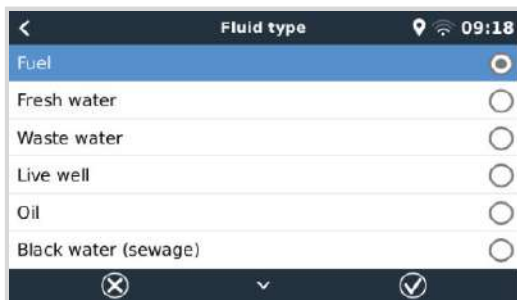 Fluid type 09:18
Fuel
Fresh water
Waste water
Live well
Oil
Black water (sewage)